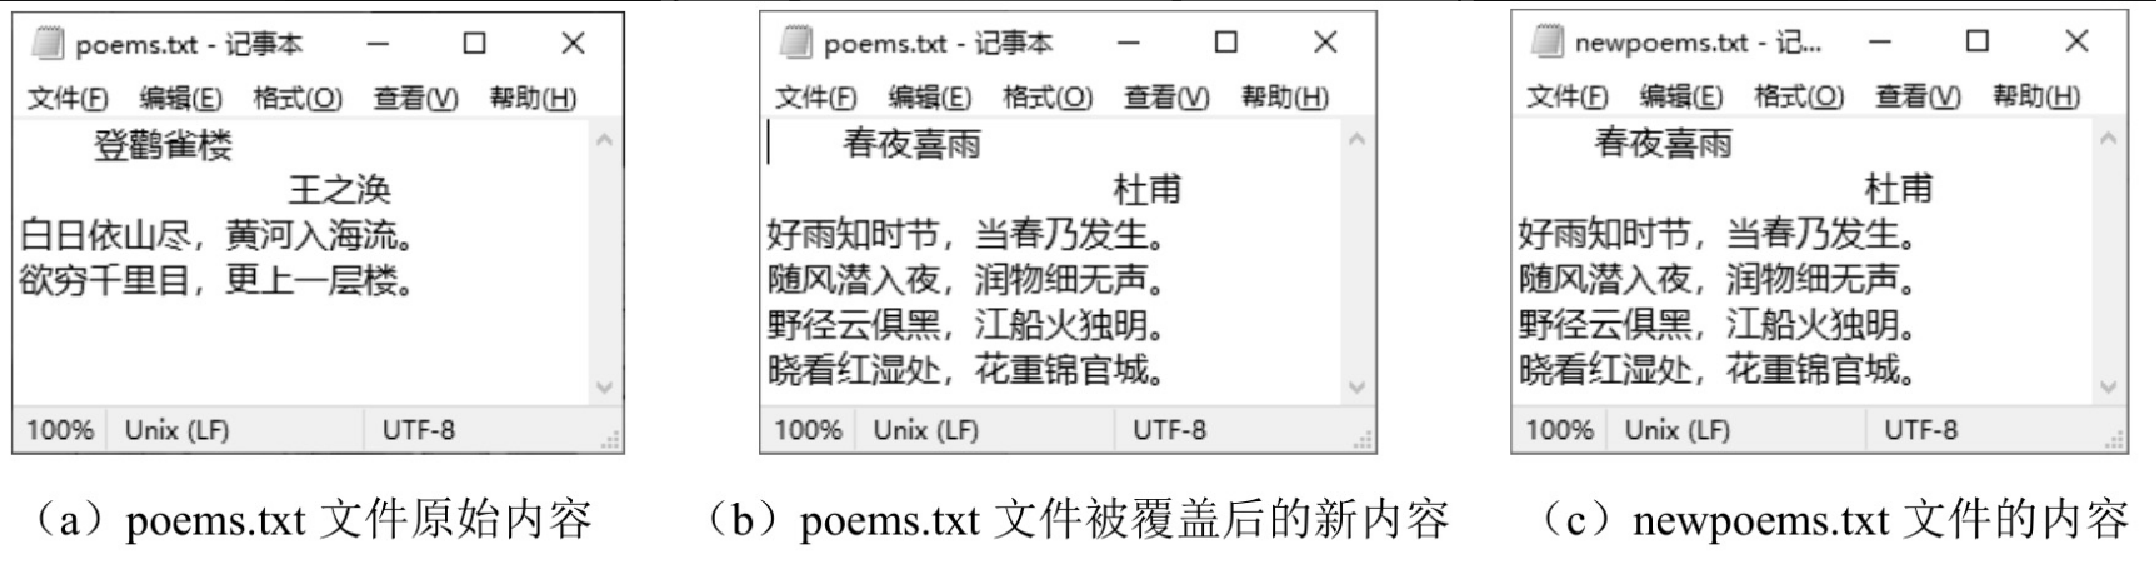 poems.txt - 记事本
文件(F) 编辑(E) 格式(O) 查看(V) 帮助(H)
登鹳雀楼
王之涣
白日依山尽，黄河入海流。
欲穷千里目，更上一层楼。
100% Unix (LF) UTF-8
（a）poems.txt 文件原始内容
poems.txt - 记事本
文件(F) 编辑(E) 格式(O) 查看(V) 帮助(H)
春夜喜雨
杜甫
好雨知时节，当春乃发生。
随风潜入夜，润物细无声。
野径云俱黑，江船火独明。
晓看红湿处，花重锦官城。
100% Unix (LF) UTF-8
（b）poems.txt 文件被覆盖后的新内容
newpoems.txt - 记...
文件(F) 编辑(E) 格式(O) 查看(V) 帮助(H)
春夜喜雨
杜甫
好雨知时节，当春乃发生。
随风潜入夜，润物细无声。
野径云俱黑，江船火独明。
晓看红湿处，花重锦官城。
100% Unix (LF) UTF-8
（c）newpoems.txt 文件的内容